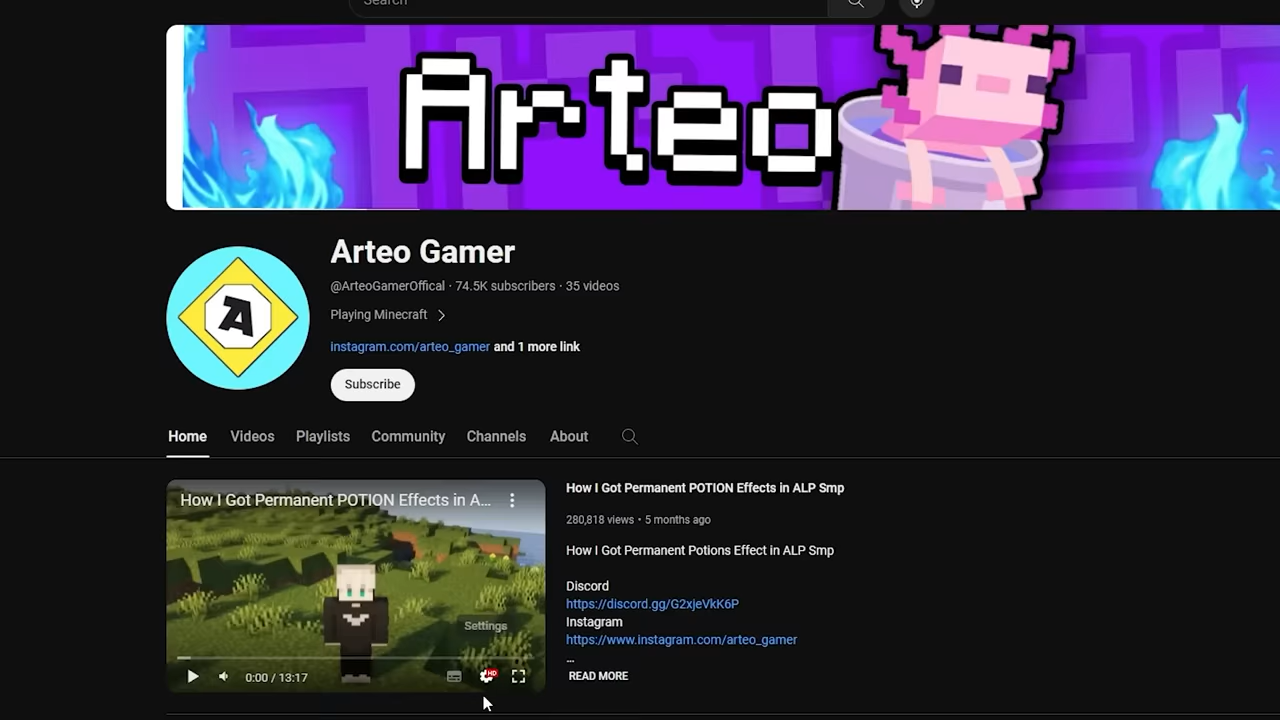 Search
Arteo
A
Arteo Gamer
@ArteoGamerOffical · 74.5K subscribers · 35 videos
Playing Minecraft
instagram.com/arteo_gamer and 1 more link
Subscribe
Home Videos Playlists Community Channels About
How I Got Permanent POTION Effects in A...
Settings
0:00 / 13:17
HD
How I Got Permanent POTION Effects in ALP Smp
280,818 views • 5 months ago
How I Got Permanent Potions Effect in ALP Smp
Discord
https://discord.gg/G2xjeVkK6P
Instagram
https://www.instagram.com/arteo_gamer
...
READ MORE